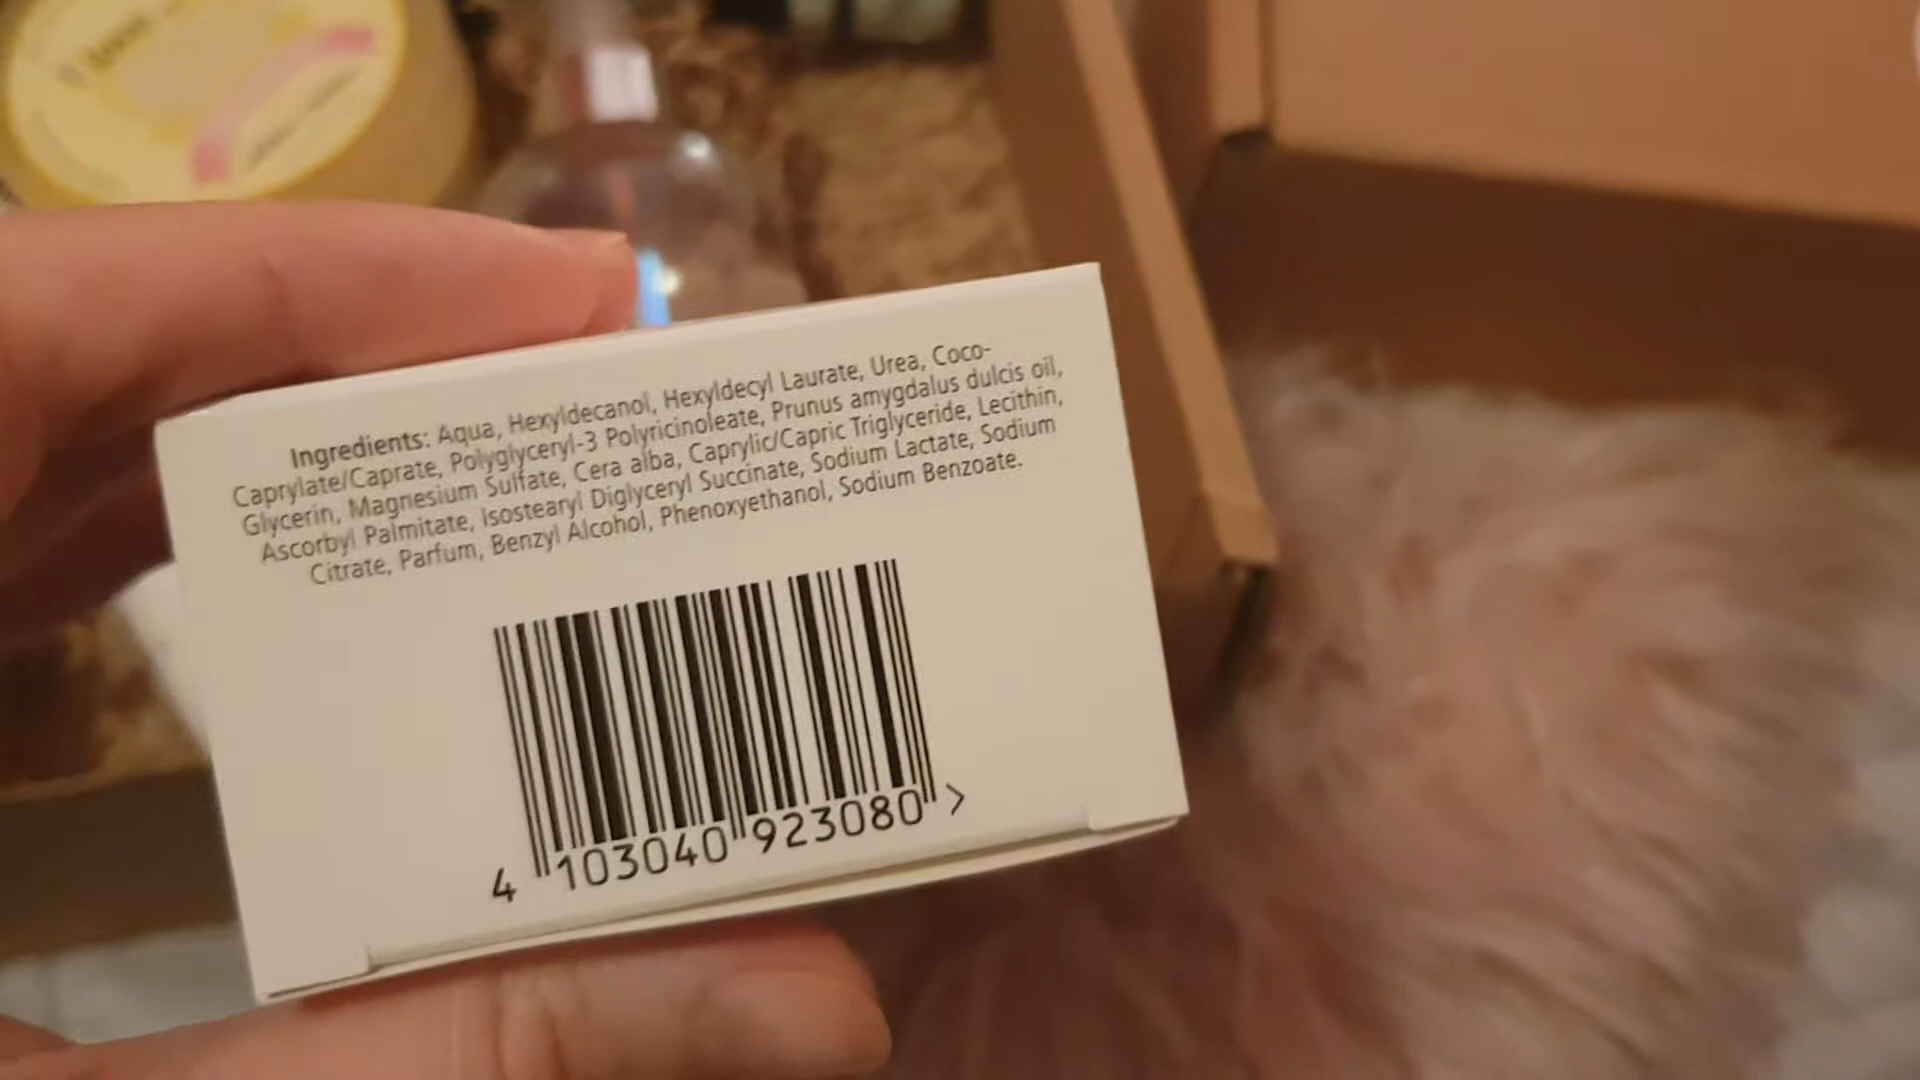 Ingredients: Aqua, Hexyldecanol, Hexyldecyl Laurate, Urea, Coco-
Caprylate/Caprate, Polyglyceryl-3 Polyricinoleate, Prunus amygdalus dulcis oil,
Glycerin, Magnesium Sulfate, Cera alba, Caprylic/Capric Triglyceride, Lecithin,
Ascorbyl Palmitate, Isostearyl Diglyceryl Succinate, Sodium Lactate, Sodium
Citrate, Parfum, Benzyl Alcohol, Phenoxyethanol, Sodium Benzoate.
4 103040 923080 >